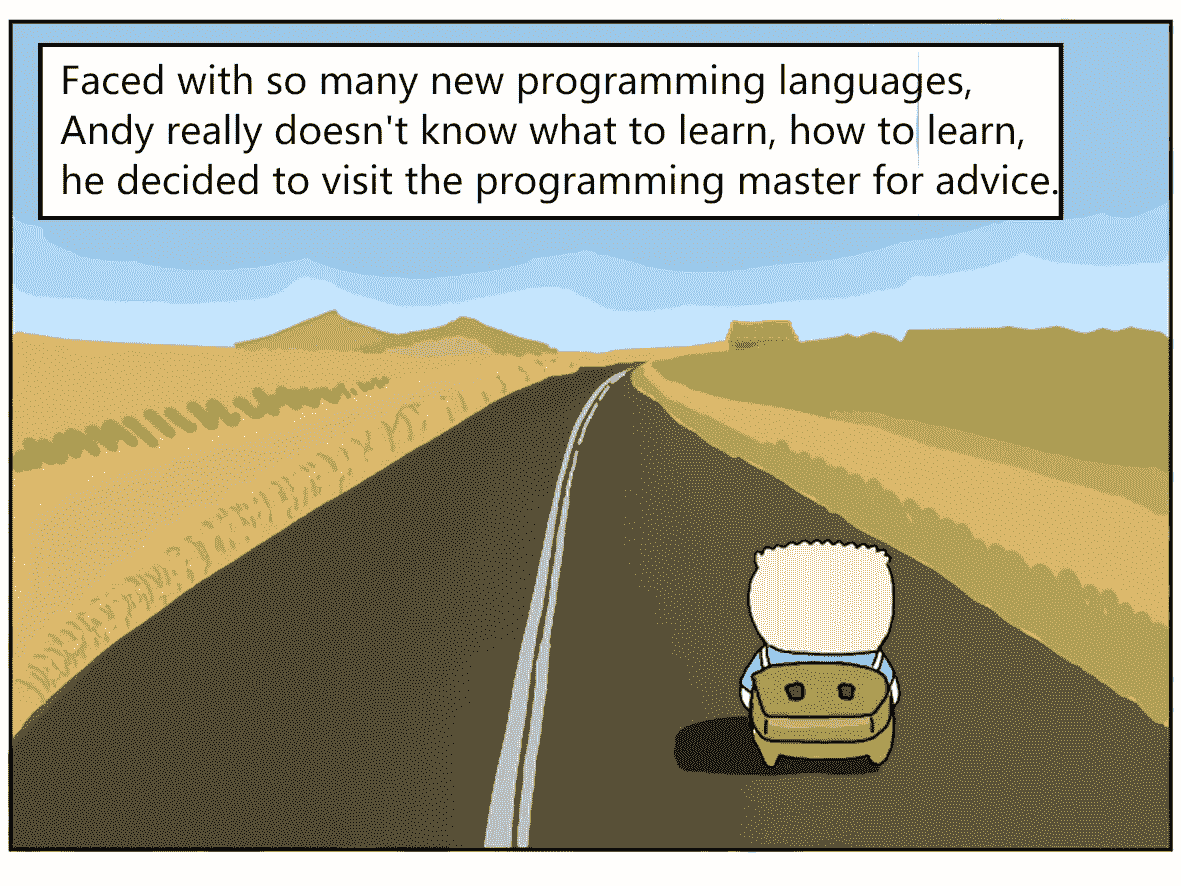 Faced with so many new programming languages,
Andy really doesn't know what to learn, how to learn,
he decided to visit the programming master for advice.